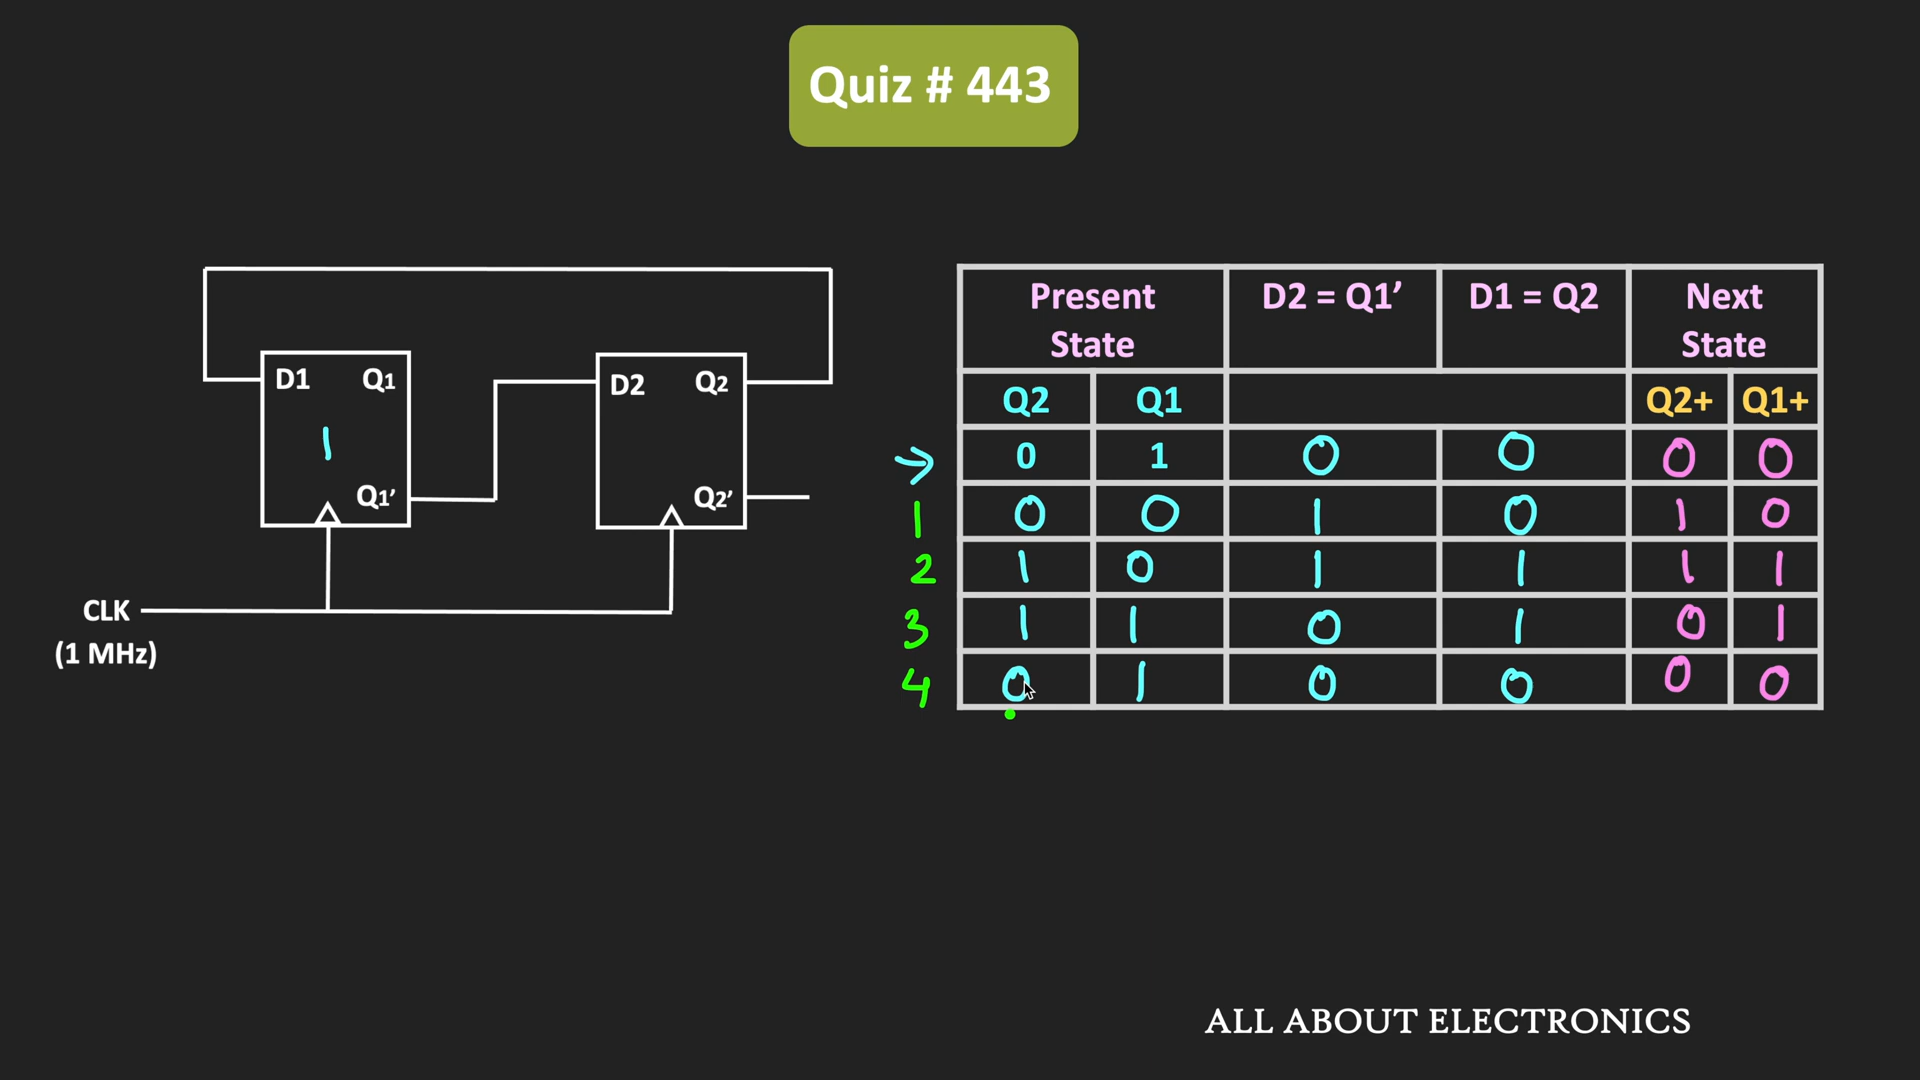 Quiz # 443
D1 Q1
1
Q1’
D2 Q2
Q2’
CLK
(1 MHz)
Present State D2 = Q1’ D1 = Q2 Next State
Q2 Q1 Q2+ Q1+
0 1 0 0 0 0
1 0 0 1 0 1 0
2 1 0 1 1 1 1
3 1 1 0 1 0 1
4 0 1 0 0 0 0
ALL ABOUT ELECTRONICS